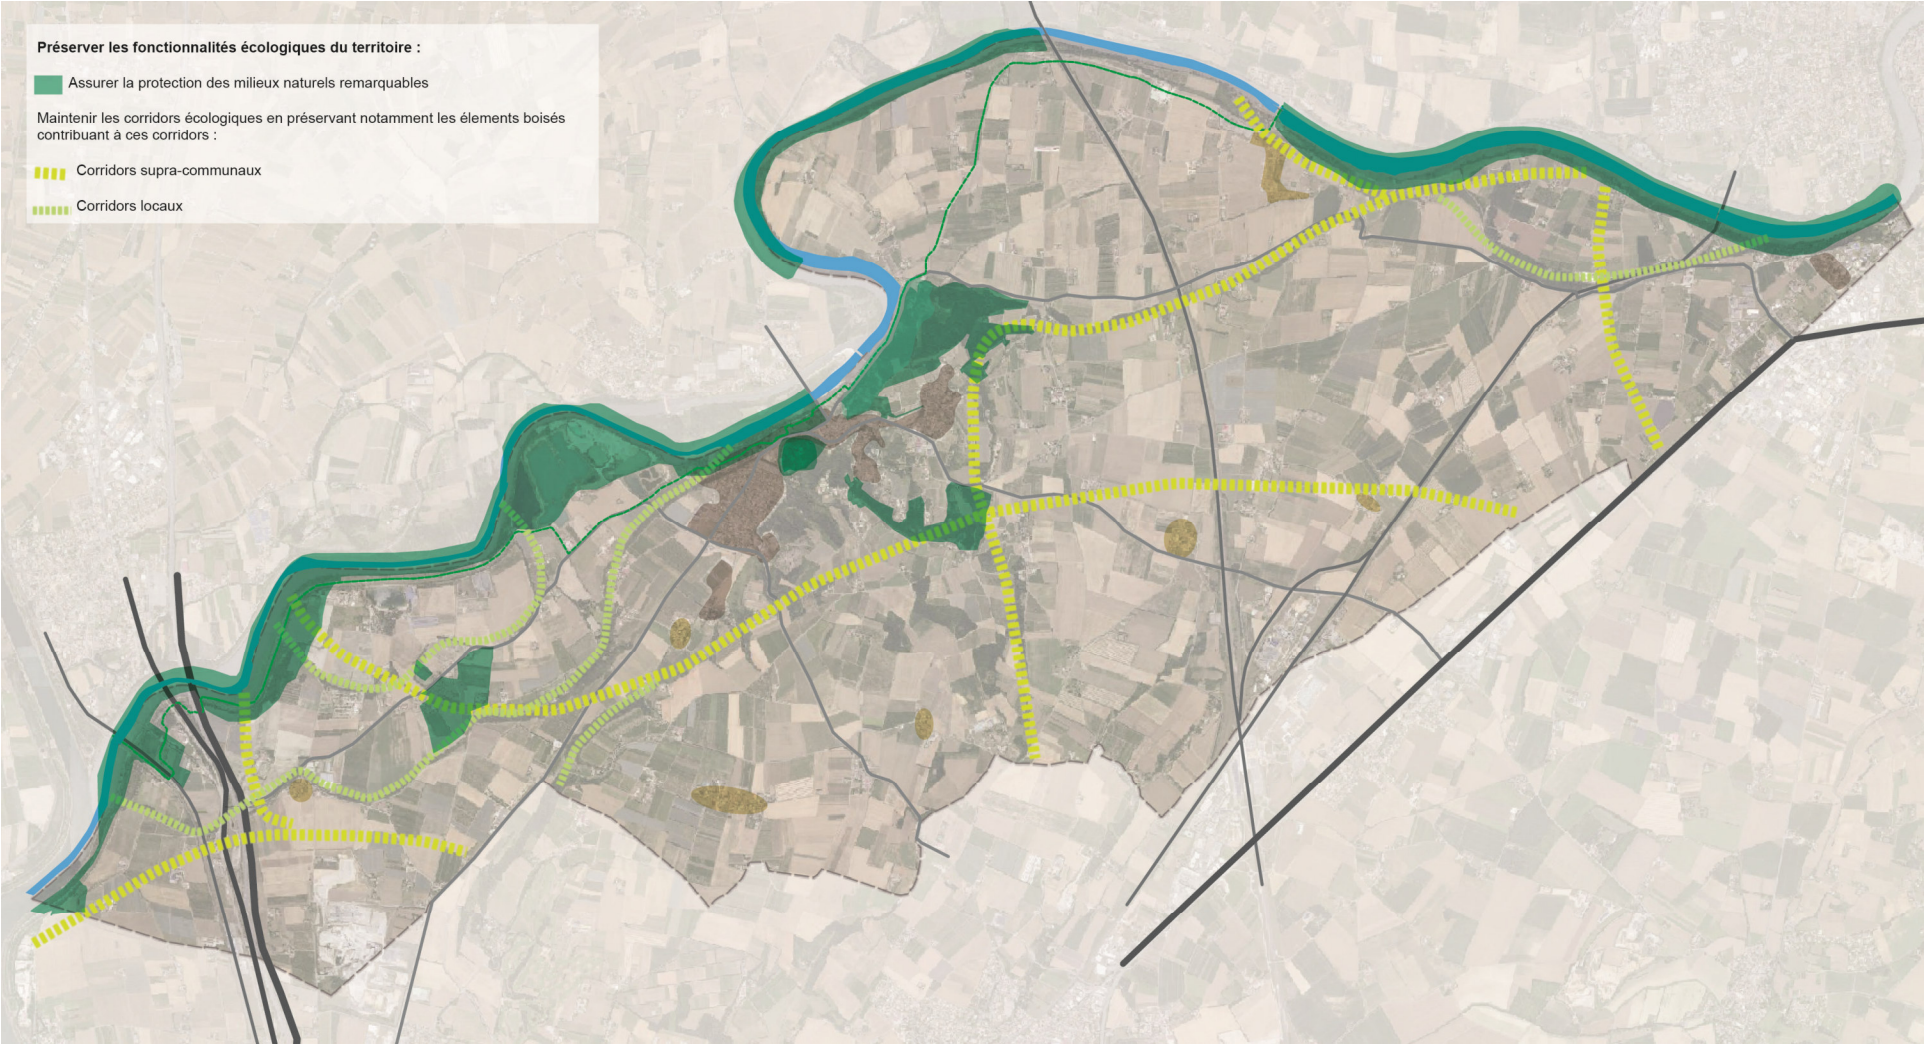 Préserver les fonctionnalités écologiques du territoire :
Assurer la protection des milieux naturels remarquables
Maintenir les corridors écologiques en préservant notamment les élements boisés
contribuant à ces corridors :
Corridors supra-communaux
Corridors locaux